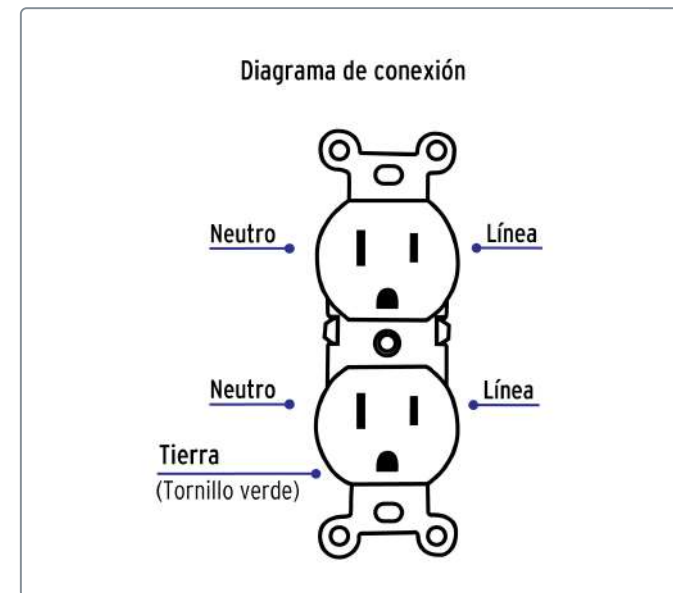 Diagrama de conexión
Neutro
Línea
Neutro
Línea
Tierra
(Tornillo verde)